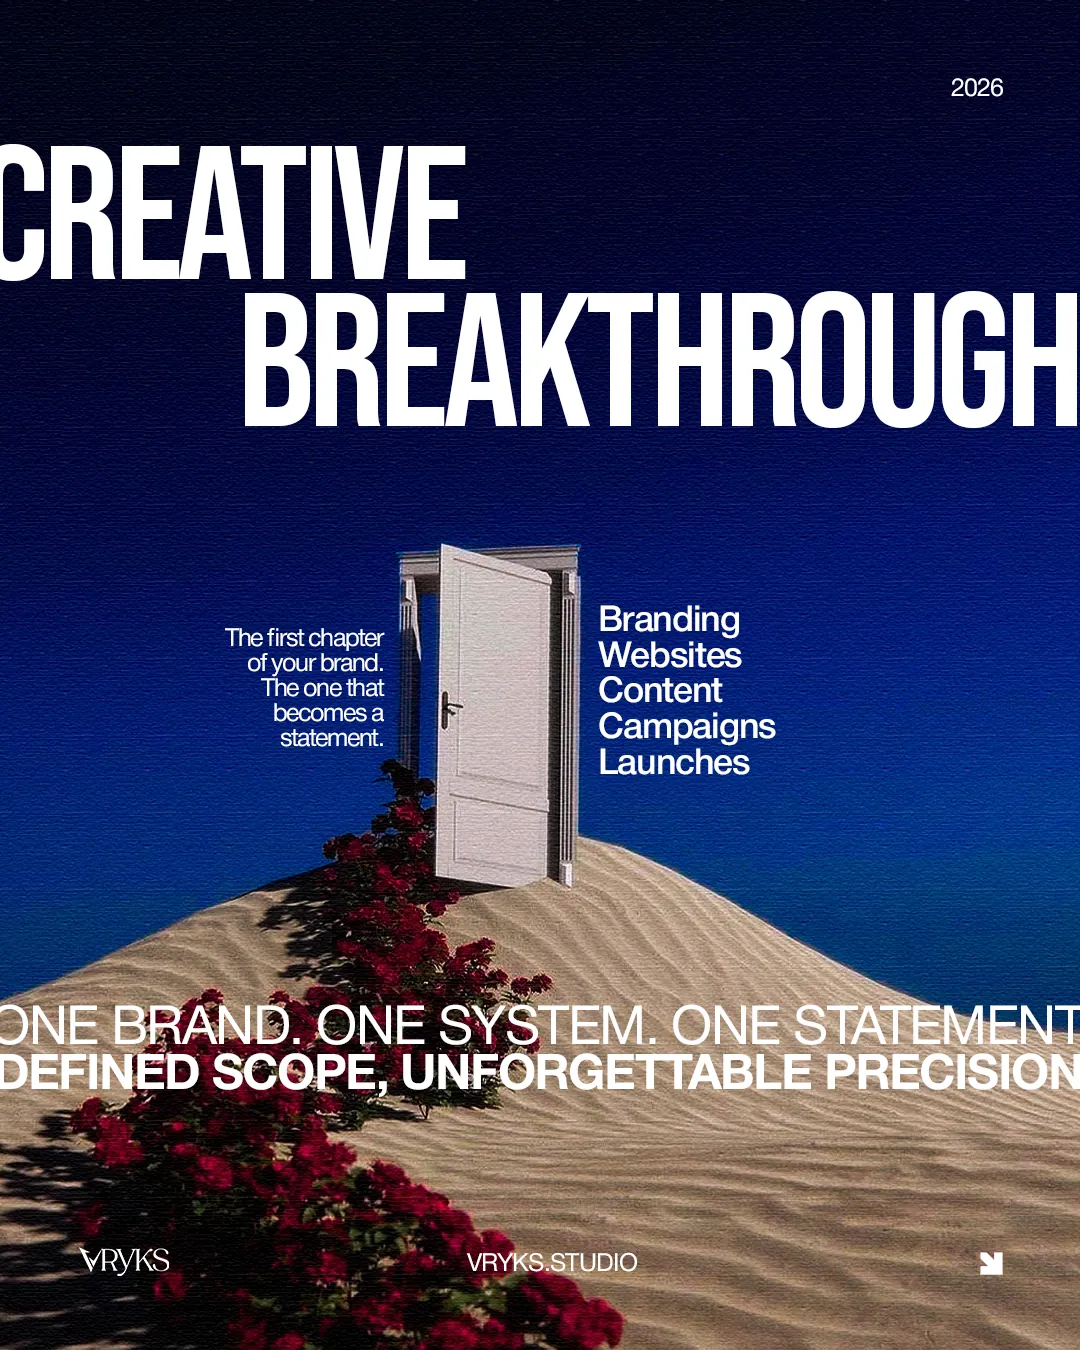 2026
CREATIVE
BREAKTHROUGH
The first chapter
of your brand.
The one that
becomes a
statement.
Branding
Websites
Content
Campaigns
Launches
ONE BRAND. ONE SYSTEM. ONE STATEMENT
DEFINED SCOPE, UNFORGETTABLE PRECISION
VRYKS
VRYKS.STUDIO